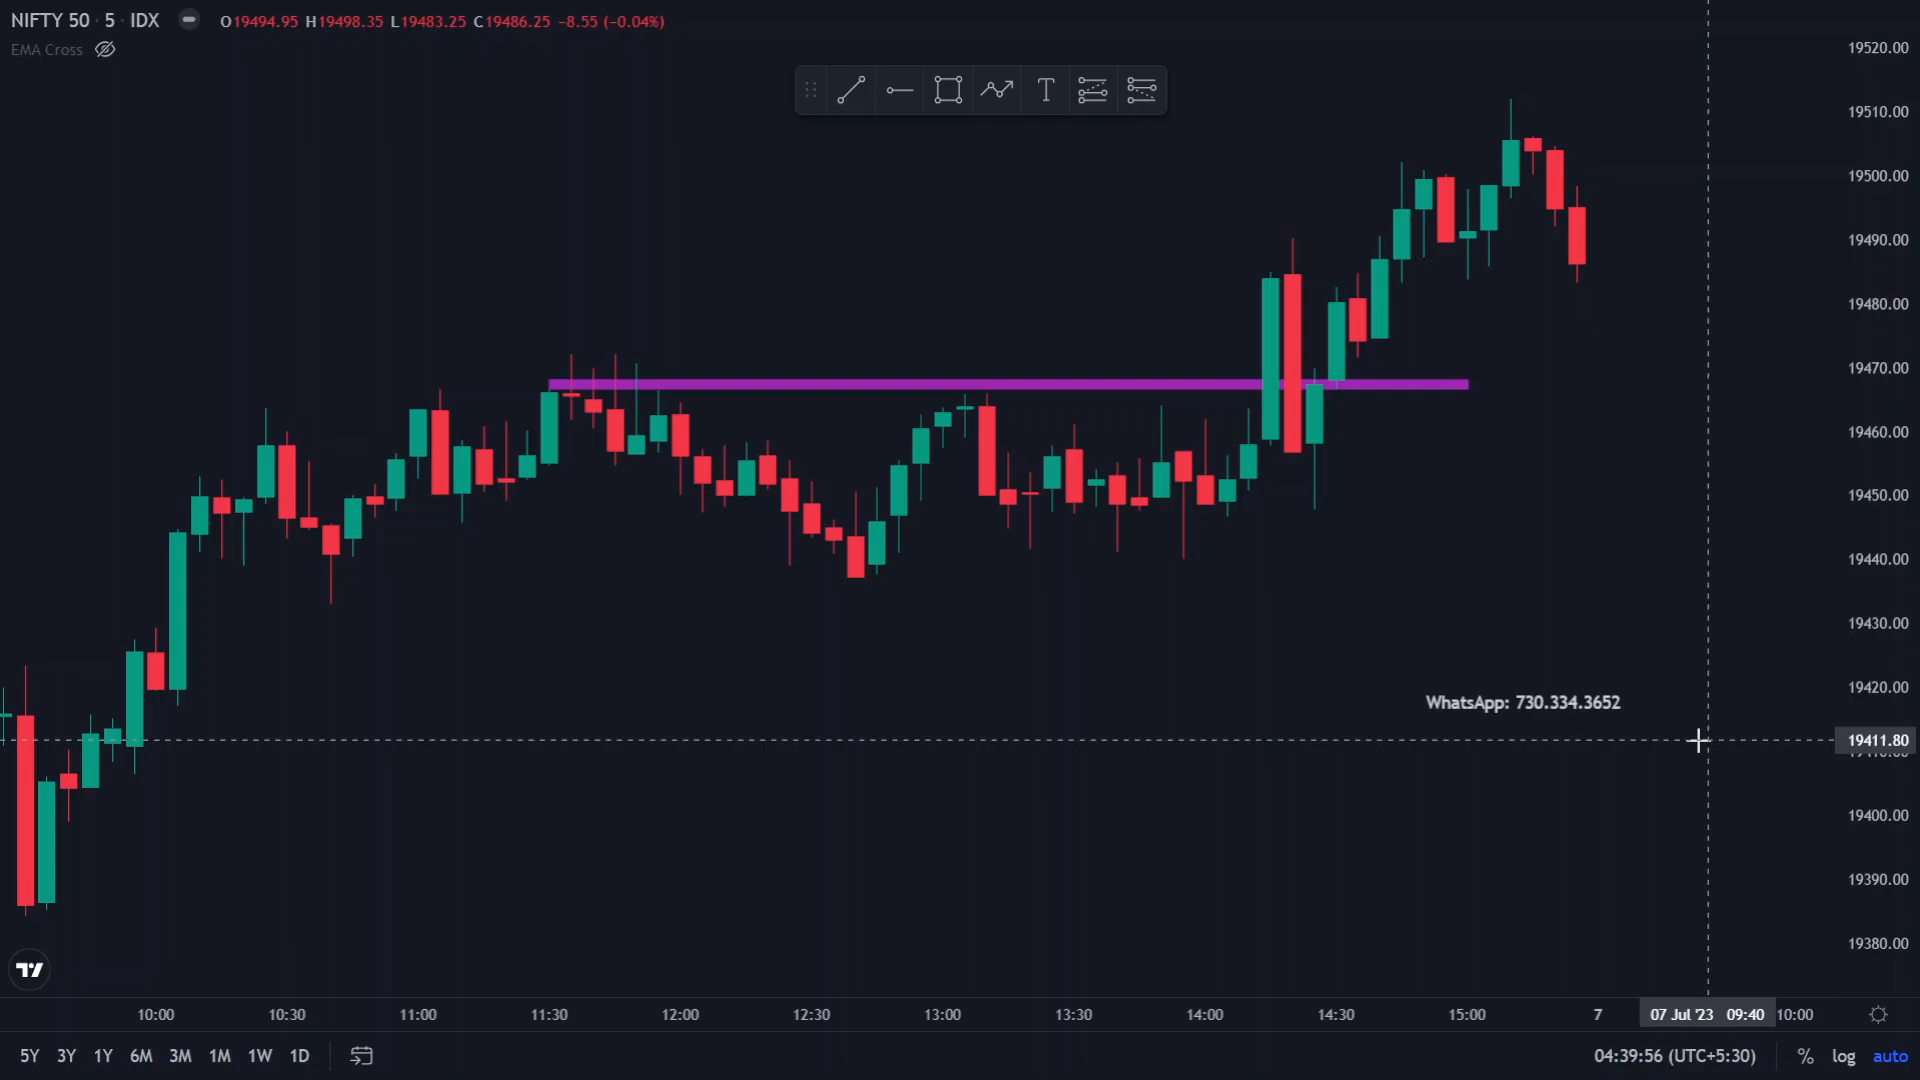 NIFTY 50 · 5 · IDX O19494.95 H19498.35 L19483.25 C19486.25 −8.55 (−0.04%)
EMA Cross
T
19520.00
19510.00
19500.00
19490.00
19480.00
19470.00
19460.00
19450.00
19440.00
19430.00
19420.00
WhatsApp: 730.334.3652
19411.80
19400.00
19390.00
19380.00
10:00 10:30 11:00 11:30 12:00 12:30 13:00 13:30 14:00 14:30 15:00 7 07 Jul '23 09:40 10:00
5Y 3Y 1Y 6M 3M 1M 1W 1D 04:39:56 (UTC+5:30) % log auto